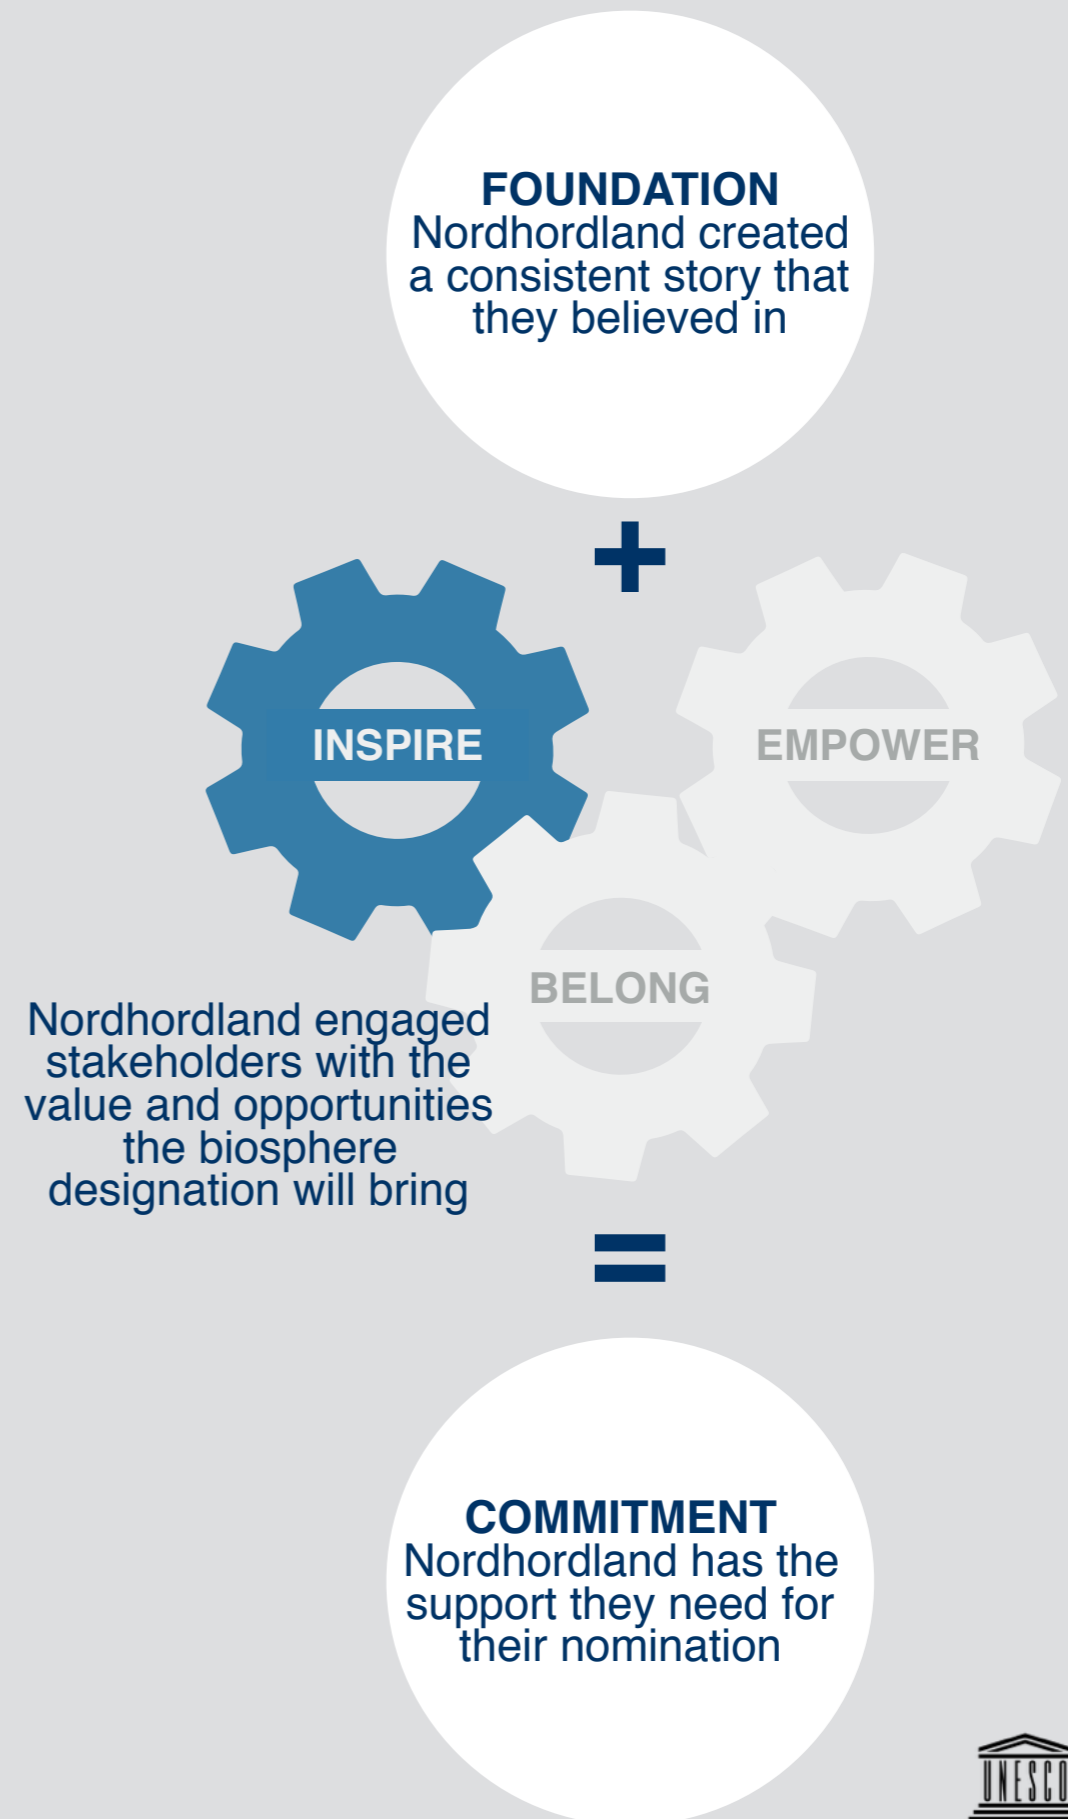 FOUNDATION
Nordhordland created
a consistent story that
they believed in
+
INSPIRE
EMPOWER
BELONG
Nordhordland engaged
stakeholders with the
value and opportunities
the biosphere
designation will bring
=
COMMITMENT
Nordhordland has the
support they need for
their nomination
UNESCO